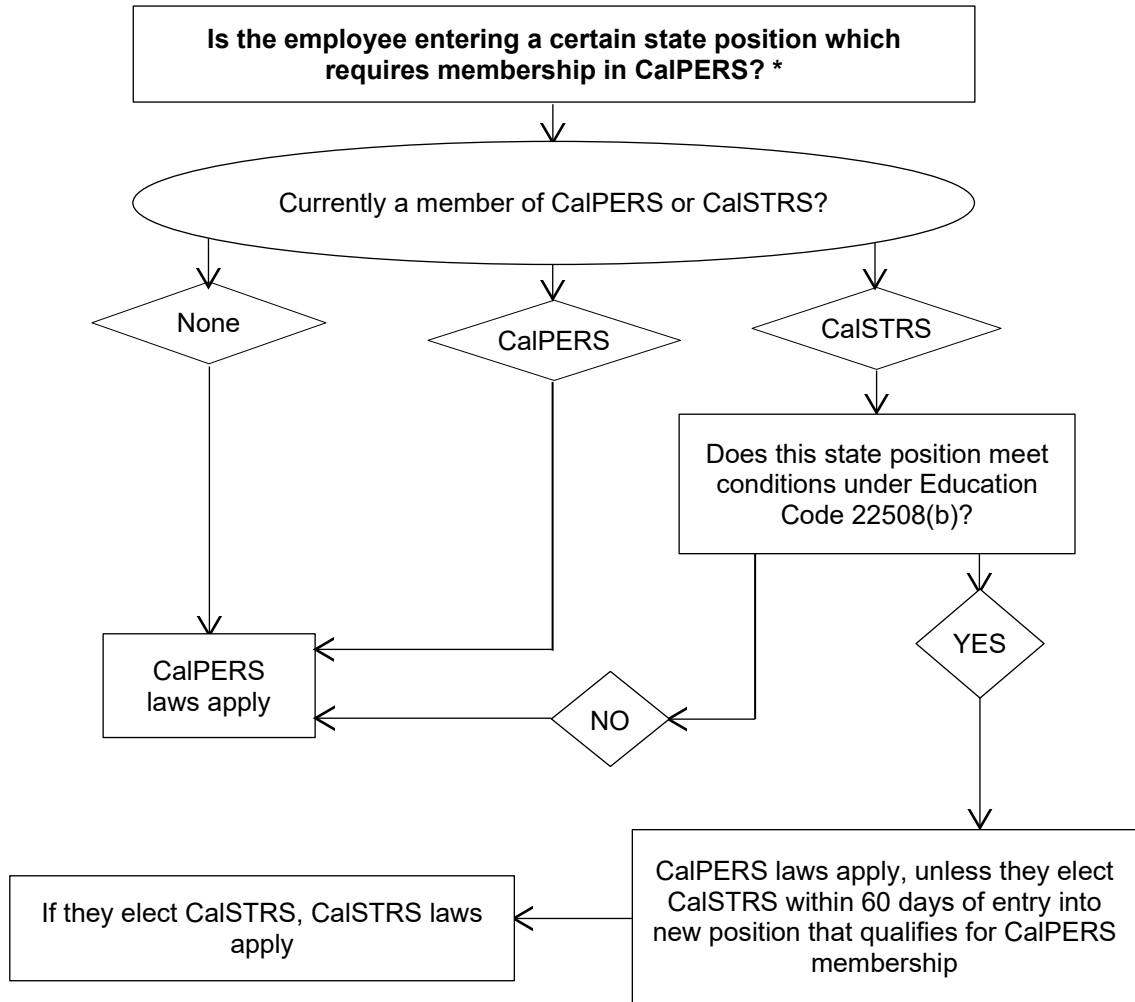 Is the employee entering a certain state position which
requires membership in CalPERS? *
Currently a member of CalPERS or CalSTRS?
None
CalPERS
CalSTRS
Does this state position meet
conditions under Education
Code 22508(b)?
YES
CalPERS
laws apply
NO
CalPERS laws apply, unless they elect
CalSTRS within 60 days of entry into
new position that qualifies for CalPERS
membership
If they elect CalSTRS, CalSTRS laws
apply